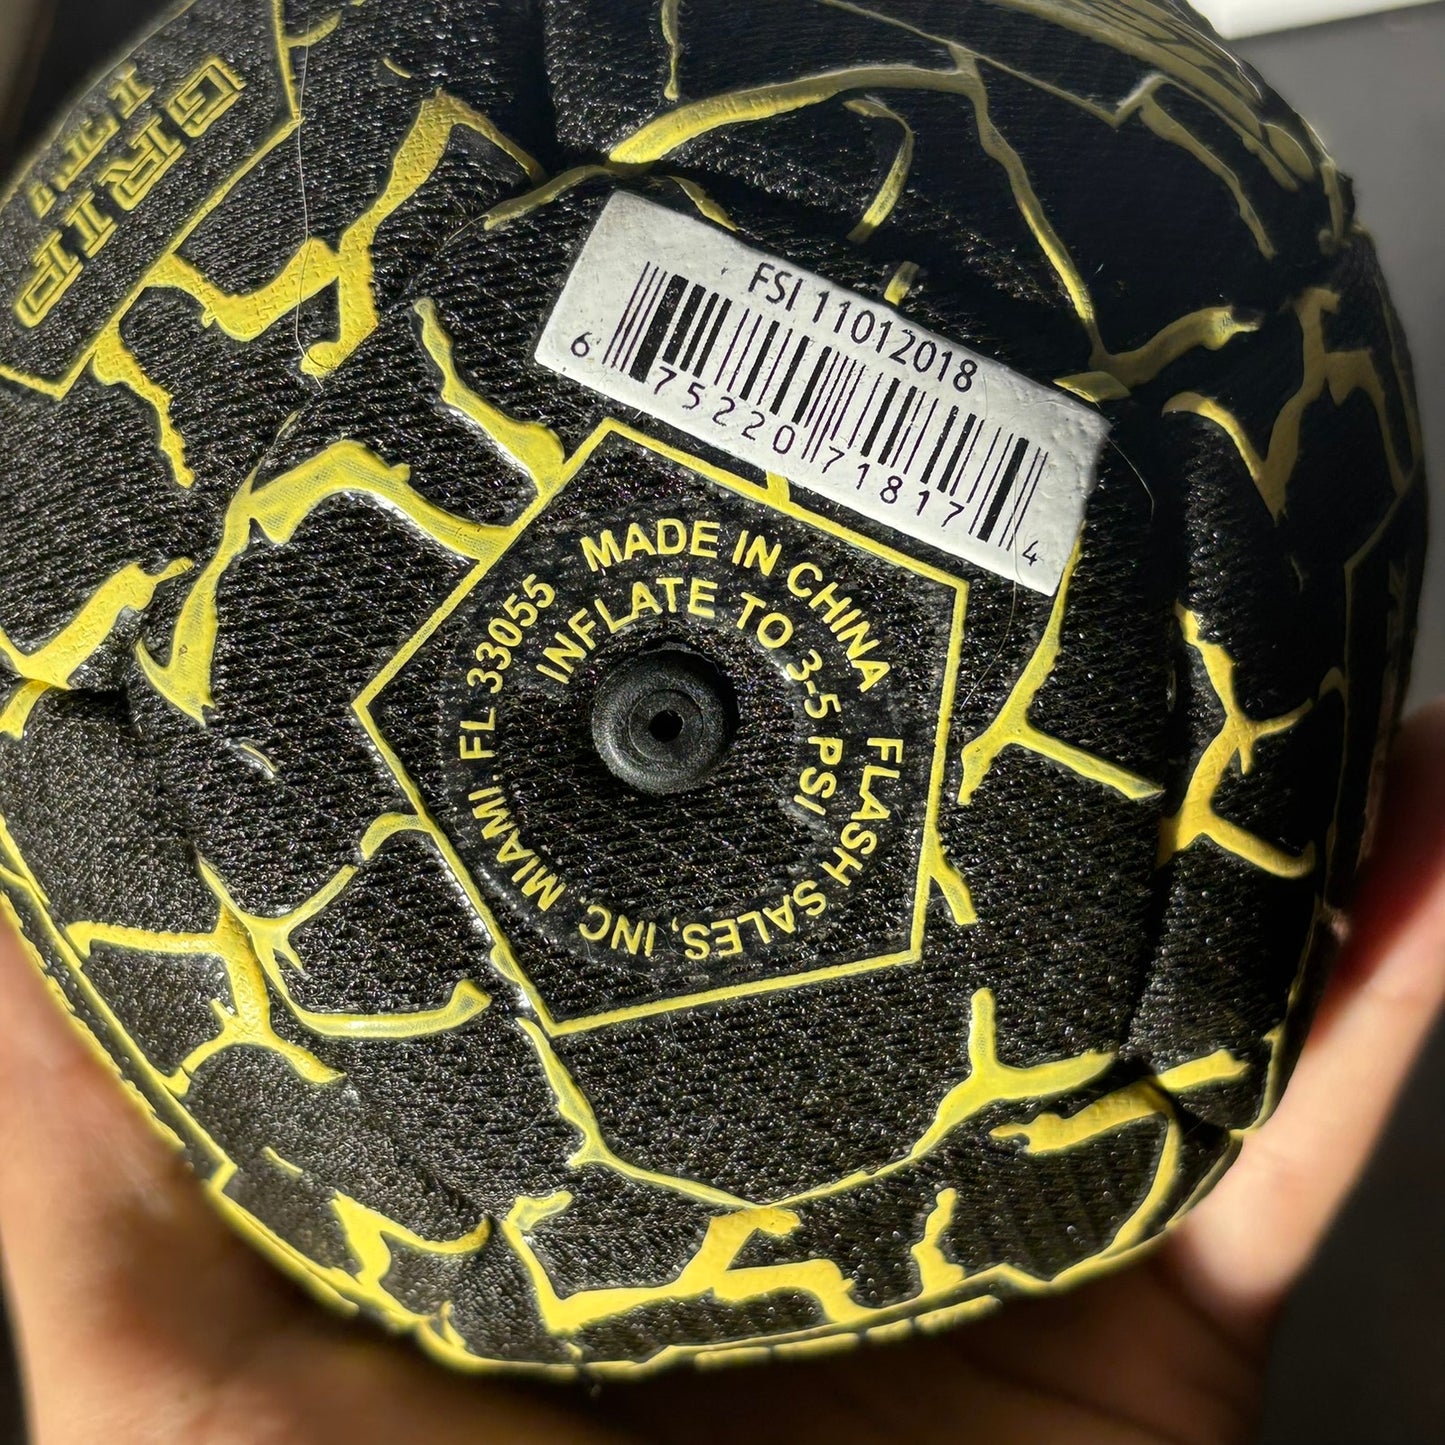 GRIP
IT!
FSI 11012018
6 75220 71817 4
MADE IN CHINA FLASH SALES, INC. MIAMI. FL 33055
INFLATE TO 3-5 PSI